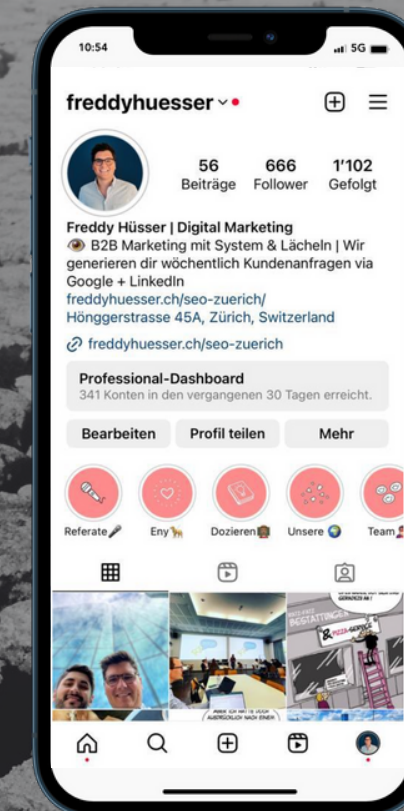 10:54
5G
freddyhuesser
56 666 1'102
Beiträge Follower Gefolgt
Freddy Hüsser | Digital Marketing
👁️ B2B Marketing mit System & Lächeln | Wir
generieren dir wöchentlich Kundenanfragen via
Google + LinkedIn
freddyhuesser.ch/seo-zuerich/
Hönggerstrasse 45A, Zürich, Switzerland
freddyhuesser.ch/seo-zuerich
Professional-Dashboard
341 Konten in den vergangenen 30 Tagen erreicht.
Bearbeiten Profil teilen Mehr
Referate🎤 Eny🐆 Dozieren👩🏽‍🏫 Unsere 🌍 Team
BESTATTUNGEN
& PIZZA-SERVICE